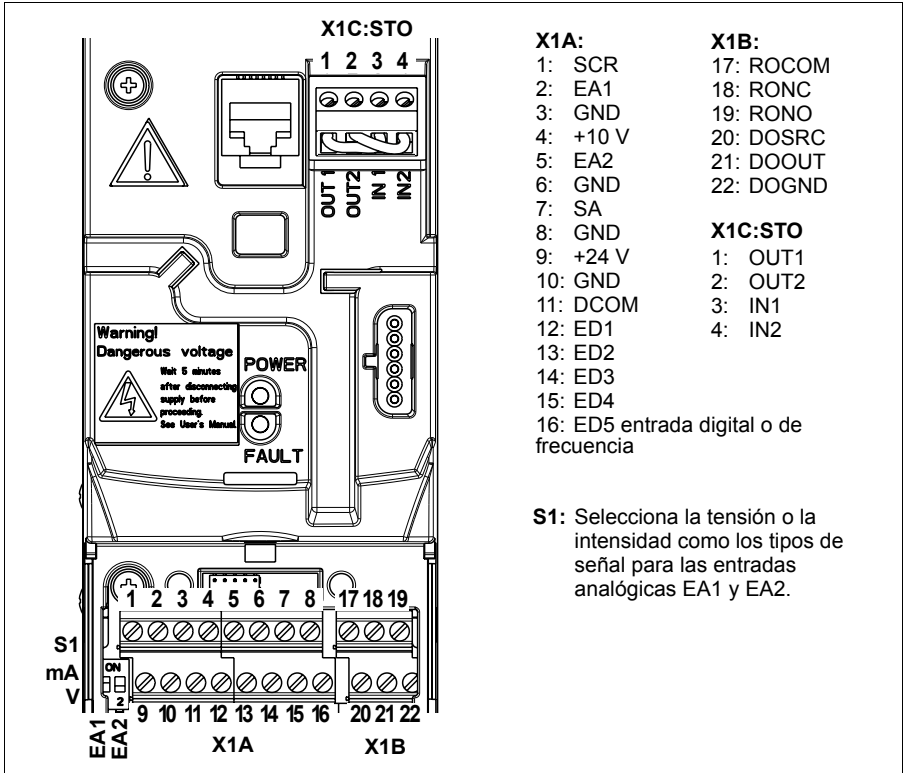 X1C:STO
1 2 3 4
OUT 1
OUT2
IN 1
IN2
Warning!
Dangerous voltage
Wait 5 minutes
after disconnecting
supply before
proceeding.
See User's Manual.
POWER
FAULT
1 2 3 4 5 6 7 8 17 18 19
S1
mA
V
ON
2
9 10 11 12 13 14 15 16 20 21 22
EA1
EA2
X1A
X1B
X1A:
1: SCR
2: EA1
3: GND
4: +10 V
5: EA2
6: GND
7: SA
8: GND
9: +24 V
10: GND
11: DCOM
12: ED1
13: ED2
14: ED3
15: ED4
16: ED5 entrada digital o de
frecuencia
X1B:
17: ROCOM
18: RONC
19: RONO
20: DOSRC
21: DOOUT
22: DOGND
X1C:STO
1: OUT1
2: OUT2
3: IN1
4: IN2
S1: Selecciona la tensión o la
intensidad como los tipos de
señal para las entradas
analógicas EA1 y EA2.